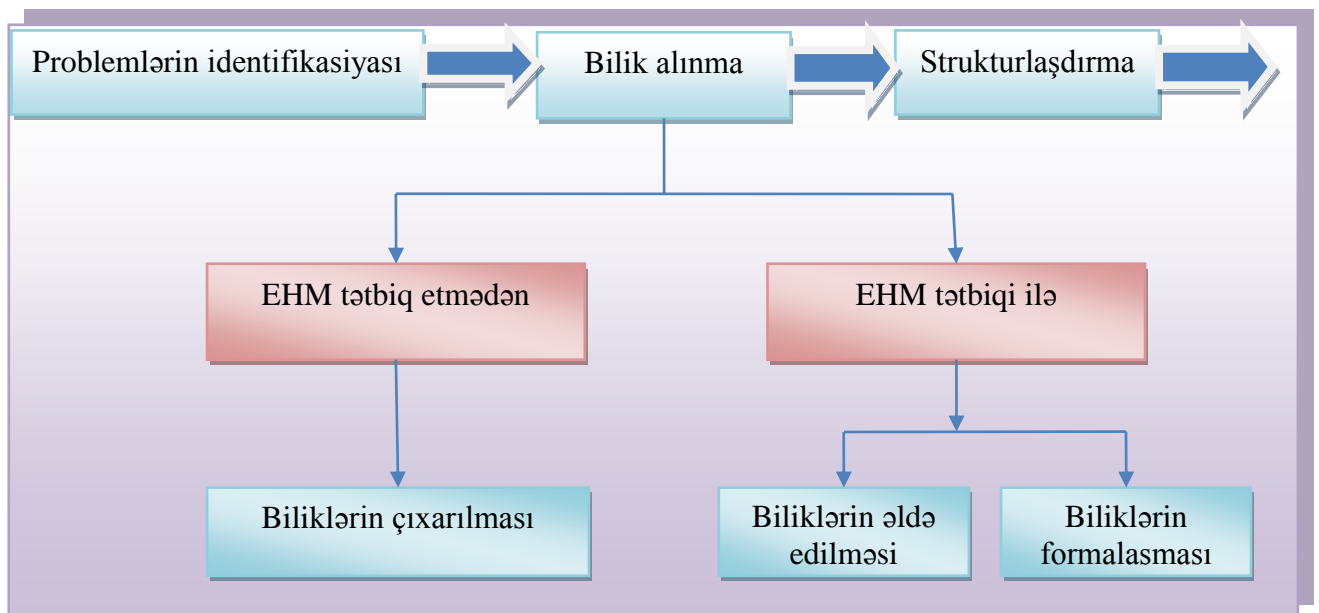 Problemlərin identifikasiyası
Bilik alınma
Strukturlaşdırma
EHM tətbiq etmədən
EHM tətbiqi ilə
Biliklərin çıxarılması
Biliklərin əldə
edilməsi
Biliklərin
formalasması